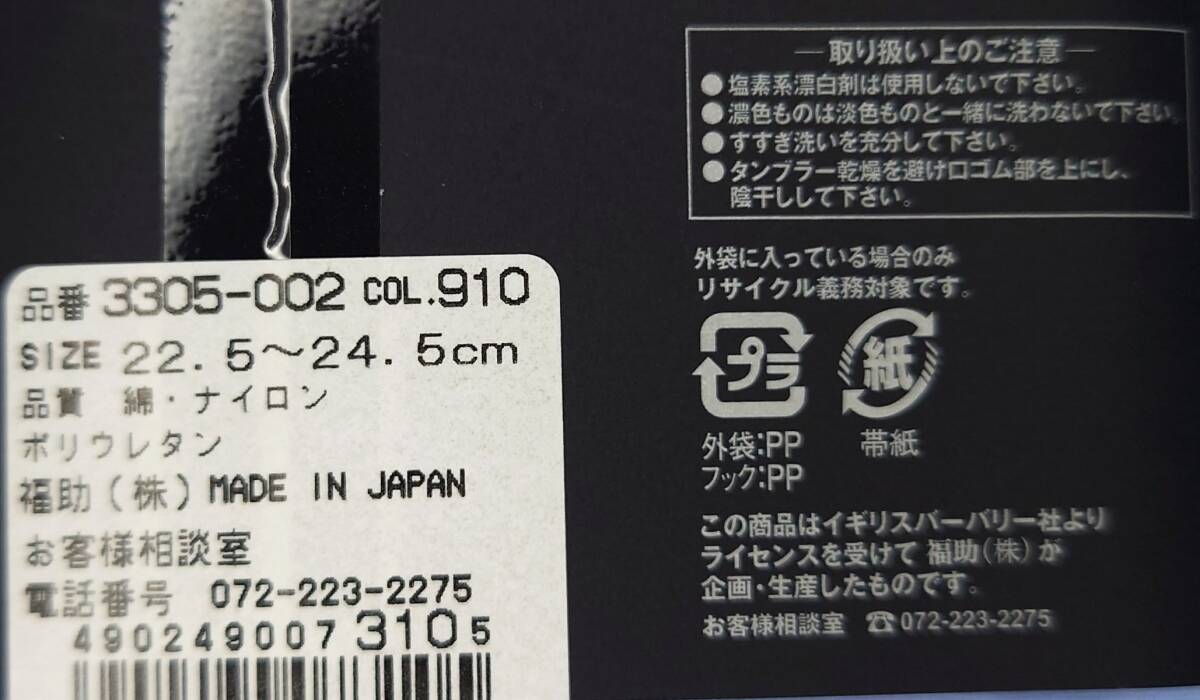 品番 3305-002 COL.910
SIZE 22.5〜24.5cm
品質 綿・ナイロン
ポリウレタン
福助(株) MADE IN JAPAN
お客様相談室
電話番号 072-223-2275
4902490073105
―取り扱い上のご注意―
●塩素系漂白剤は使用しないで下さい。
●濃色ものは淡色ものと一緒に洗わないで下さい。
●すすぎ洗いを充分して下さい。
●タンブラー乾燥を避け口ゴム部を上にし、
陰干しして下さい。
外袋に入っている場合のみ
リサイクル義務対象です。
プラ 紙
外袋:PP 帯紙
フック:PP
この商品はイギリスバーバリー社より
ライセンスを受けて 福助(株)が
企画・生産したものです。
お客様相談室 ☎072-223-2275